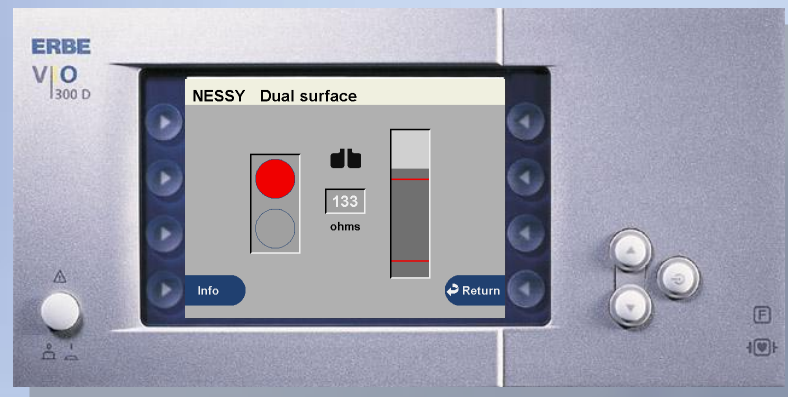 ERBE
VIO
300 D
NESSY Dual surface
133
ohms
Info
Return
F